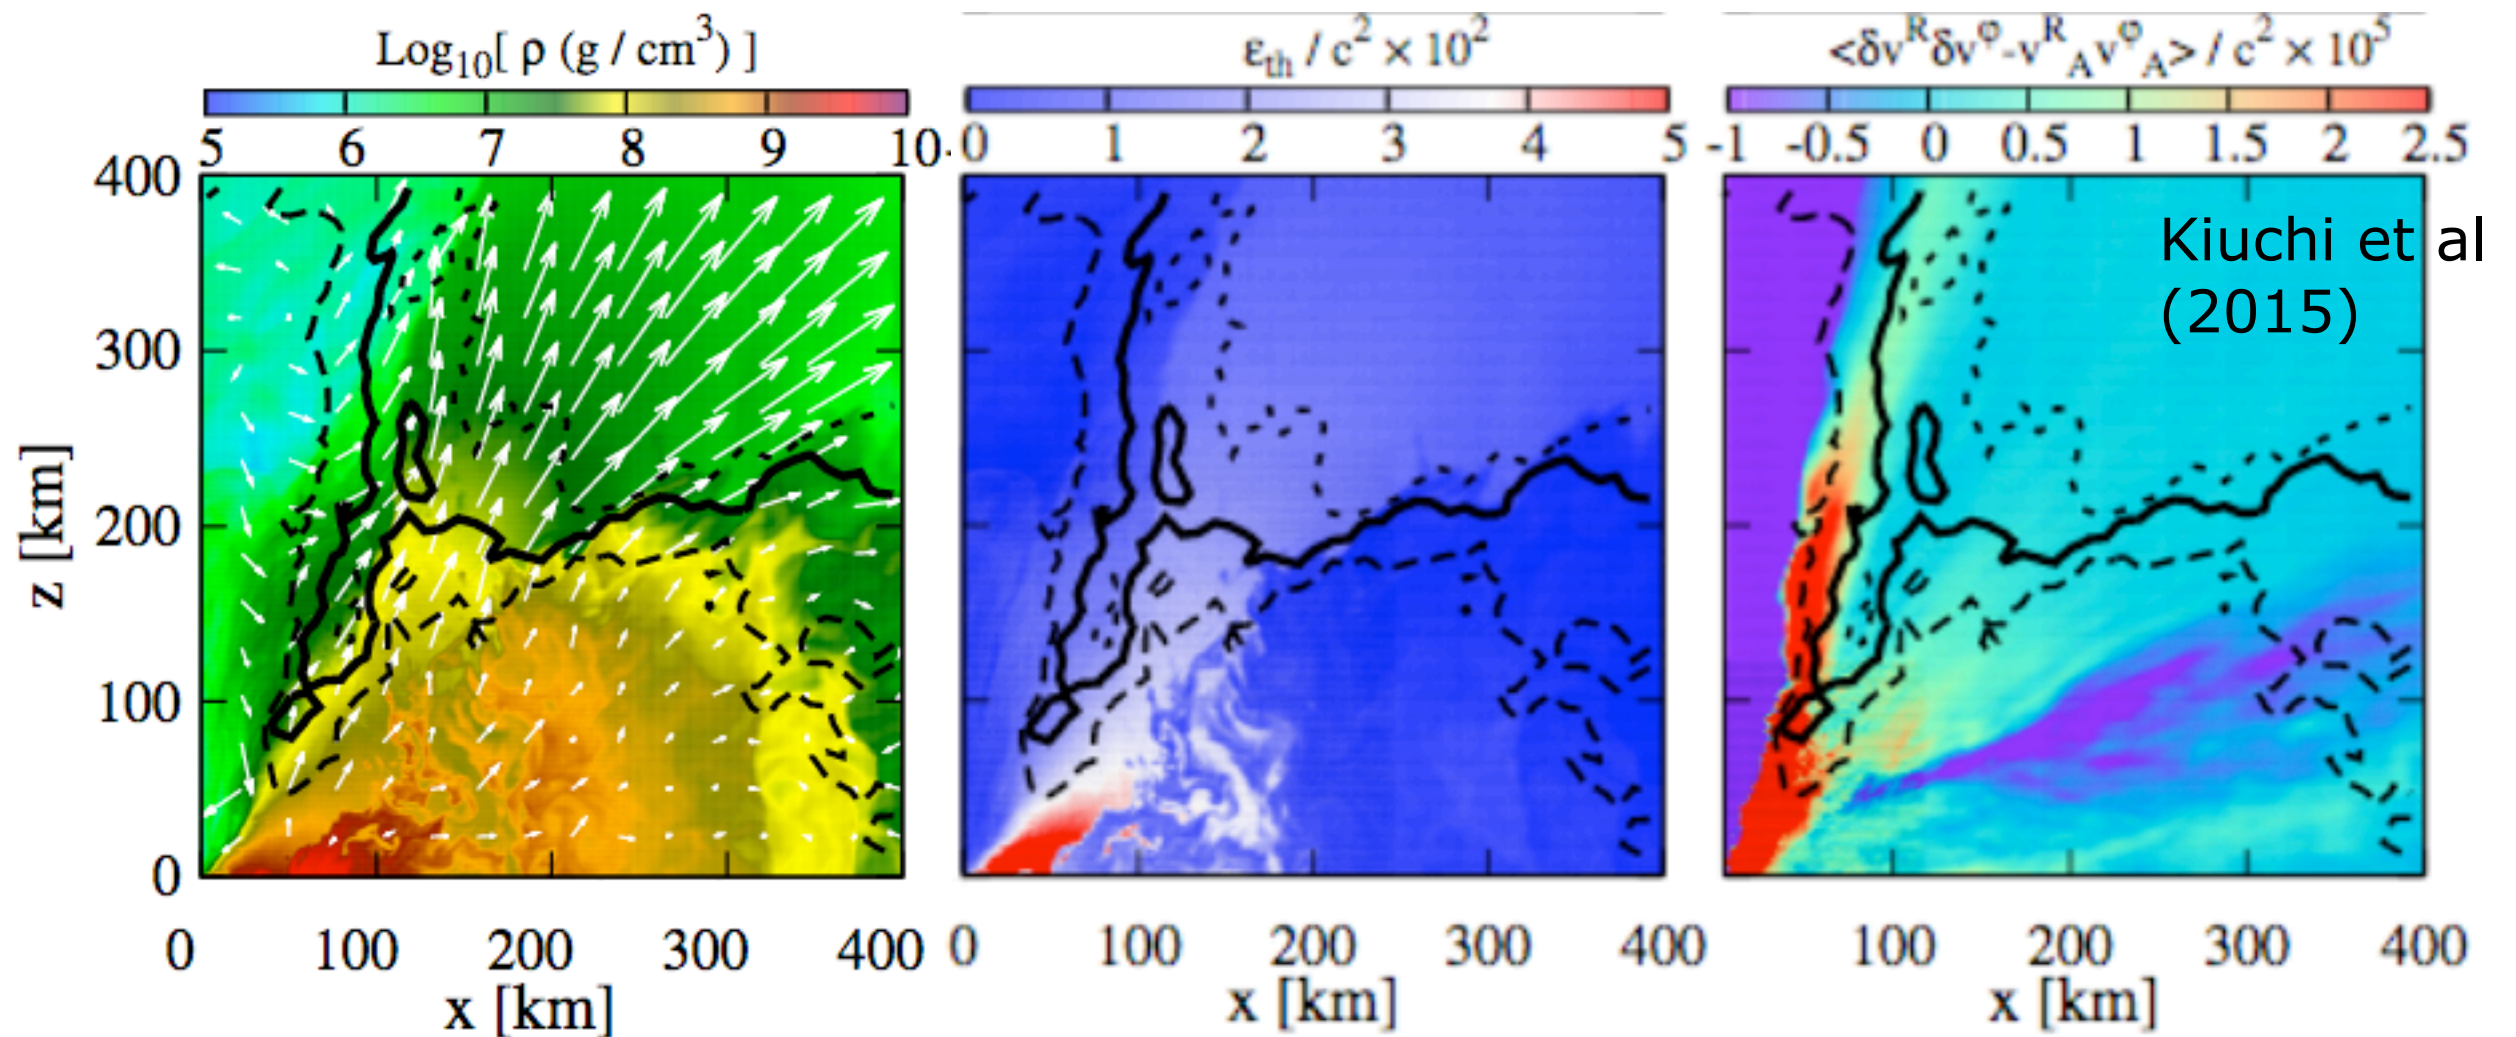 Log₁₀[ ρ (g / cm³) ]
5 6 7 8 9 10
ε_th / c² × 10²
0 1 2 3 4 5
<δv^R δv^φ - v^R_A v^φ_A> / c² × 10⁵
-1 -0.5 0 0.5 1 1.5 2 2.5
Kiuchi et al
(2015)
z [km]
400
300
200
100
0
0 100 200 300 400
x [km]
0 100 200 300 400
x [km]
100 200 300 400
x [km]